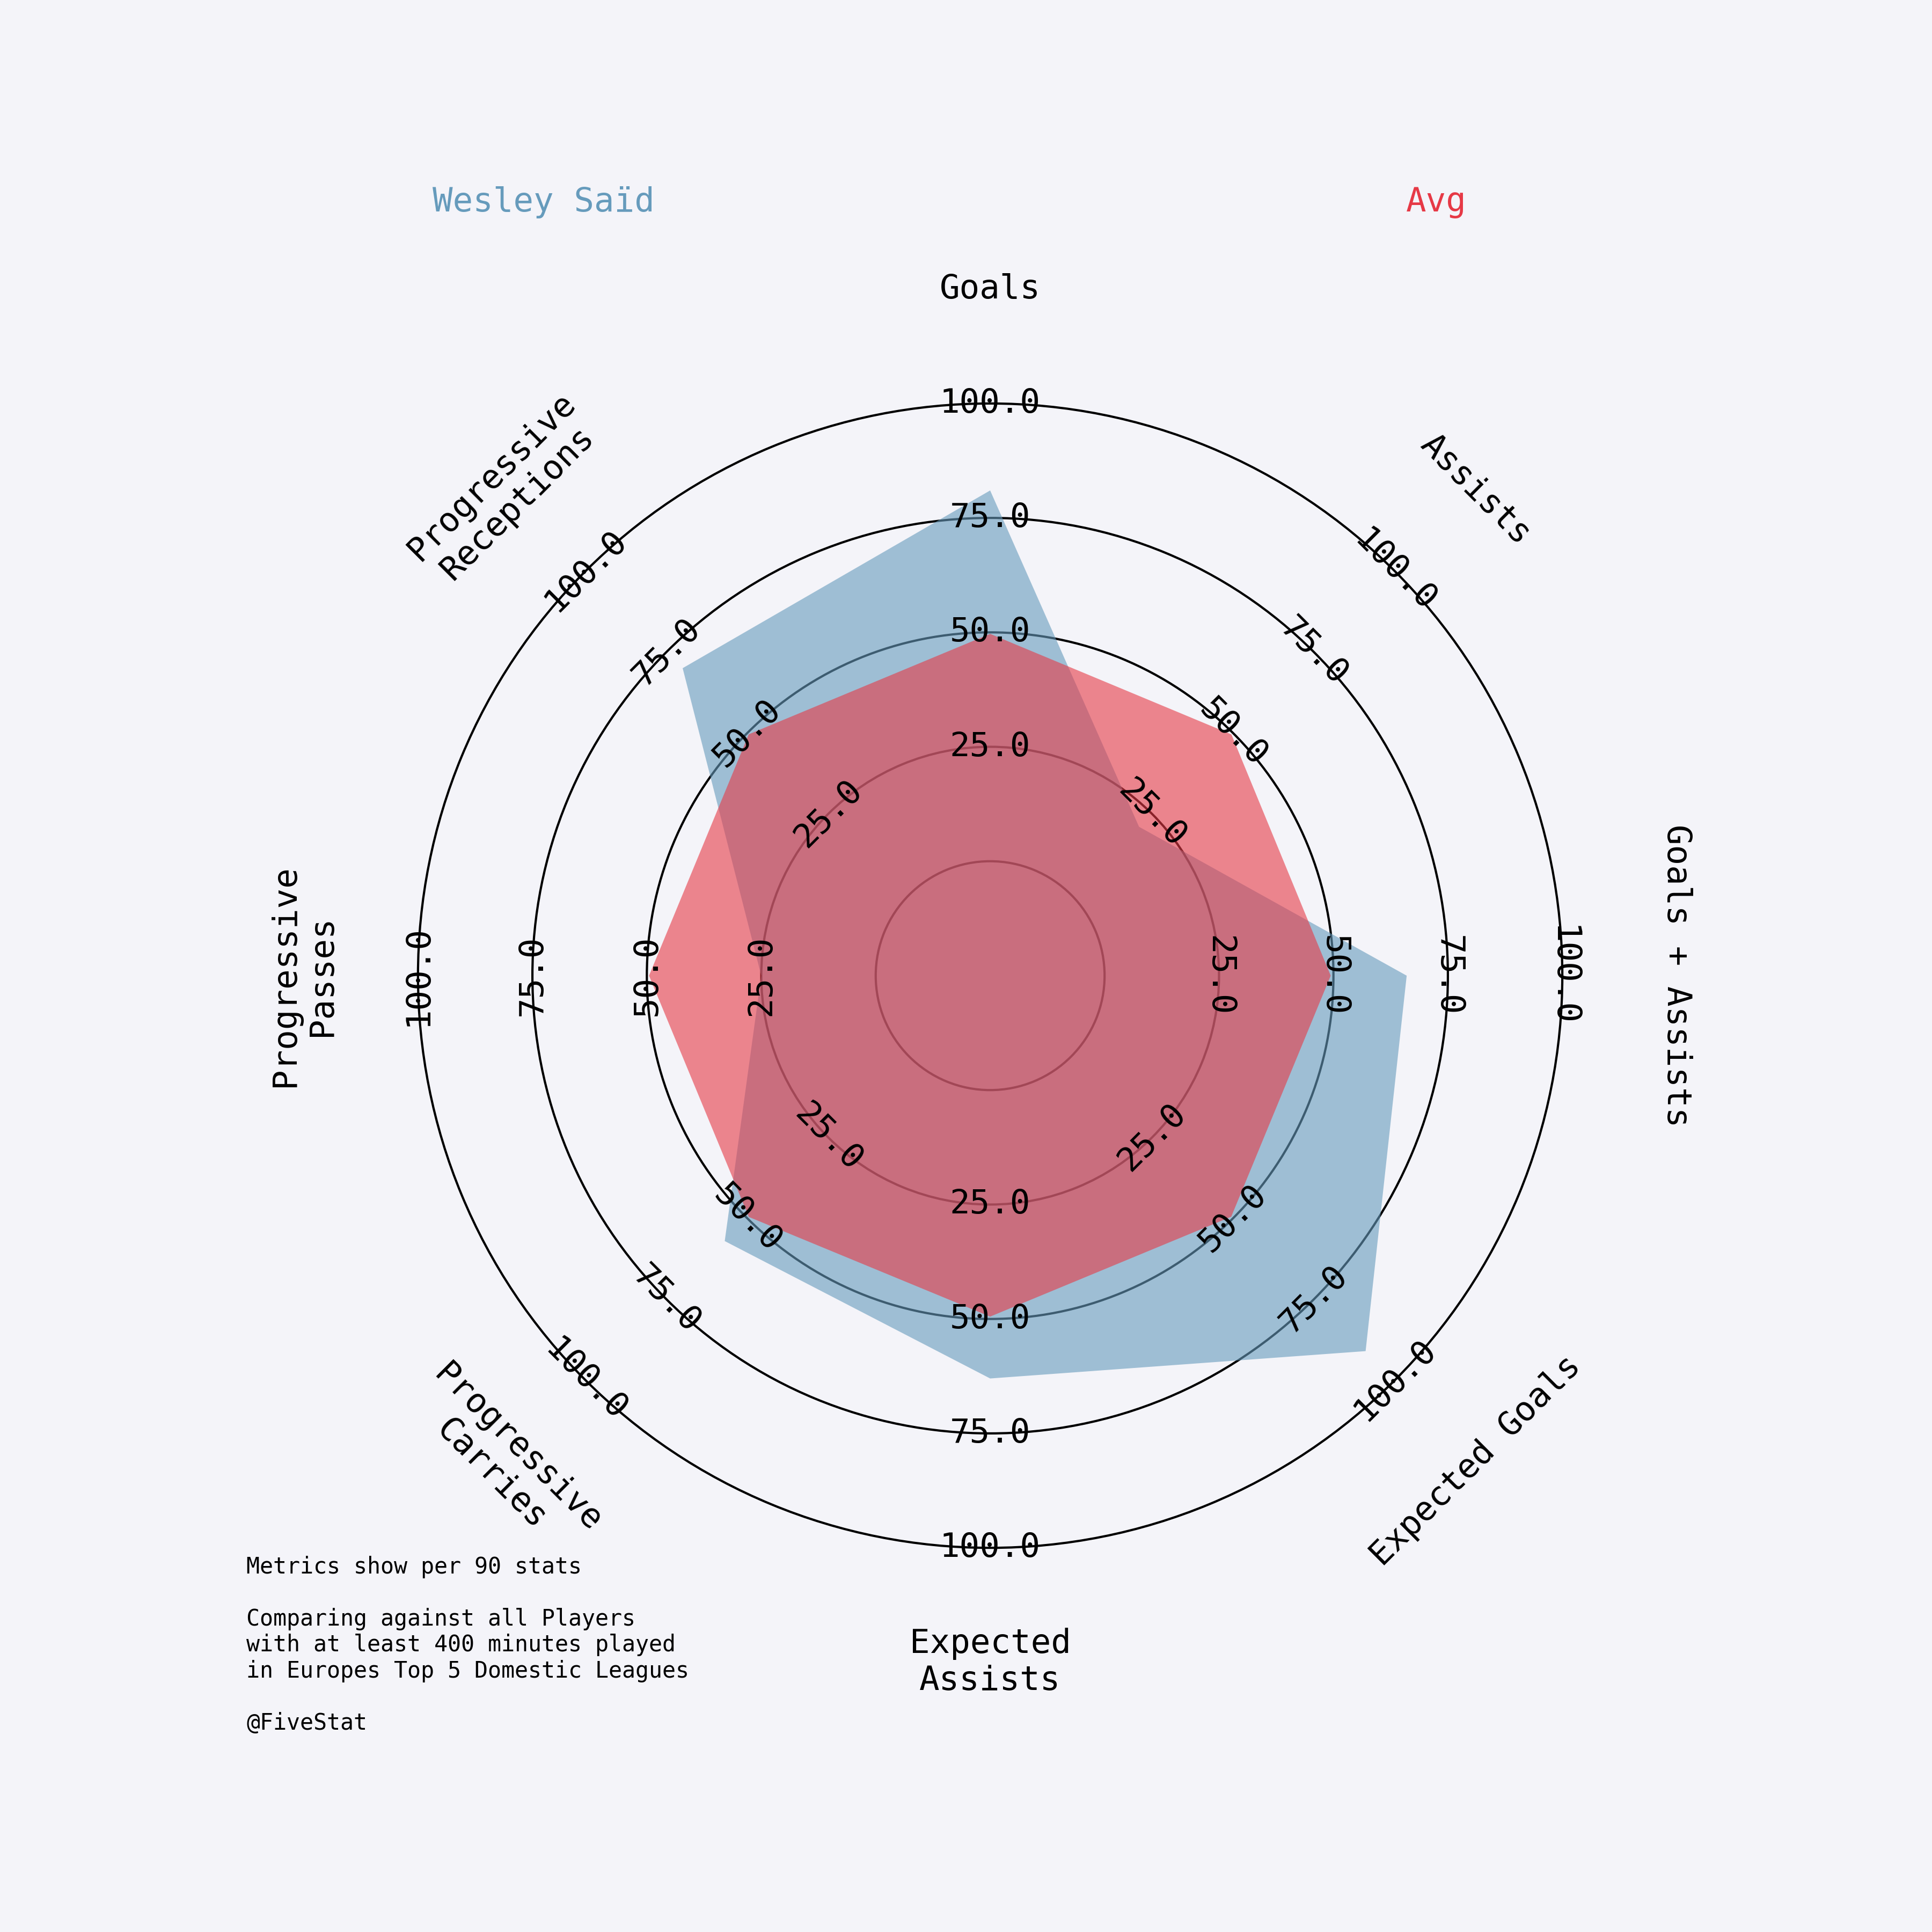 Wesley Saïd
Avg
Goals
Assists
Goals + Assists
Expected Goals
Expected
Assists
Progressive
Carries
Progressive
Passes
Progressive
Receptions
25.0
50.0
75.0
100.0
25.0
50.0
75.0
100.0
25.0
50.0
75.0
100.0
25.0
50.0
75.0
100.0
25.0
50.0
75.0
100.0
25.0
50.0
75.0
100.0
25.0
50.0
75.0
100.0
25.0
50.0
75.0
100.0
Metrics show per 90 stats
Comparing against all Players
with at least 400 minutes played
in Europes Top 5 Domestic Leagues
@FiveStat